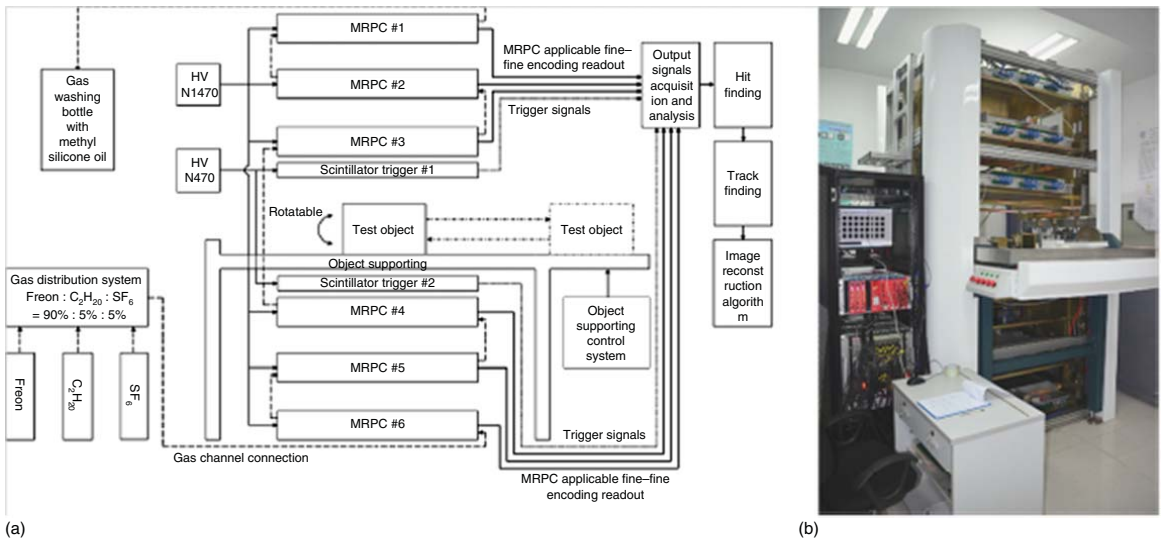 MRPC #1
MRPC #2
MRPC #3
Scintillator trigger #1
HV
N1470
HV
N470
Gas
washing
bottle
with
methyl
silicone oil
MRPC applicable fine–
fine encoding readout
Trigger signals
Output
signals
acquisit
ion and
analysis
Hit
finding
Track
finding
Image
reconst
ruction
algorith
m
Rotatable
Test object
Test object
Object supporting
Scintillator trigger #2
MRPC #4
MRPC #5
MRPC #6
Object
supporting
control
system
Gas distribution system
Freon : C2H20 : SF6
= 90% : 5% : 5%
Freon
C2H20
SF6
Gas channel connection
Trigger signals
MRPC applicable fine–fine
encoding readout
(a)
(b)